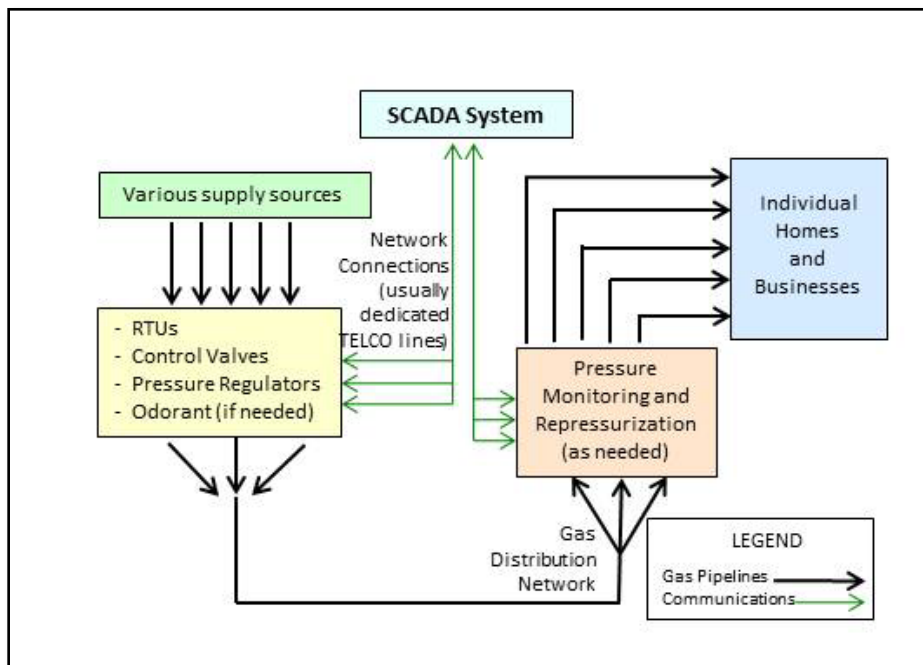 SCADA System
Various supply sources
Network
Connections
(usually
dedicated
TELCO lines)
Individual
Homes
and
Businesses
- RTUs
- Control Valves
- Pressure Regulators
- Odorant (if needed)
Pressure
Monitoring and
Repressurization
(as needed)
Gas
Distribution
Network
LEGEND
Gas Pipelines
Communications